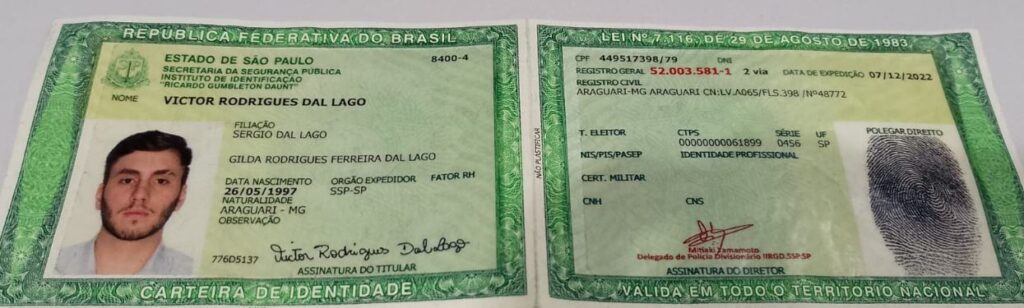 REPÚBLICA FEDERATIVA DO BRASIL
ESTADO DE SÃO PAULO
8400-4
SECRETARIA DA SEGURANÇA PÚBLICA
INSTITUTO DE IDENTIFICAÇÃO
"RICARDO GUMBLETON DAUNT"
NOME
VICTOR RODRIGUES DAL LAGO
FILIAÇÃO
SERGIO DAL LAGO
GILDA RODRIGUES FERREIRA DAL LAGO
DATA NASCIMENTO ORGÃO EXPEDIDOR FATOR RH
26/05/1997 SSP-SP
NATURALIDADE
ARAGUARI - MG
OBSERVAÇÃO
776D5137
Victor Rodrigues Dal Lago
ASSINATURA DO TITULAR
CARTEIRA DE IDENTIDADE
NÃO PLASTIFICAR
LEI Nº 7.116, DE 29 DE AGOSTO DE 1983
CPF 449517398/79 DNI
REGISTRO GERAL 52.003.581-1 2 via DATA DE EXPEDIÇÃO 07/12/2022
REGISTRO CIVIL
ARAGUARI-MG ARAGUARI CN:LV.A065/FLS.398 /Nº48772
T. ELEITOR CTPS SÉRIE UF POLEGAR DIREITO
00000000061899 0456 SP
NIS/PIS/PASEP IDENTIDADE PROFISSIONAL
CERT. MILITAR
CNH CNS
Mitiaki Yamamoto
Delegado de Polícia Divisionário IIRGD.SSP.SP
ASSINATURA DO DIRETOR
VÁLIDA EM TODO O TERRITÓRIO NACIONAL